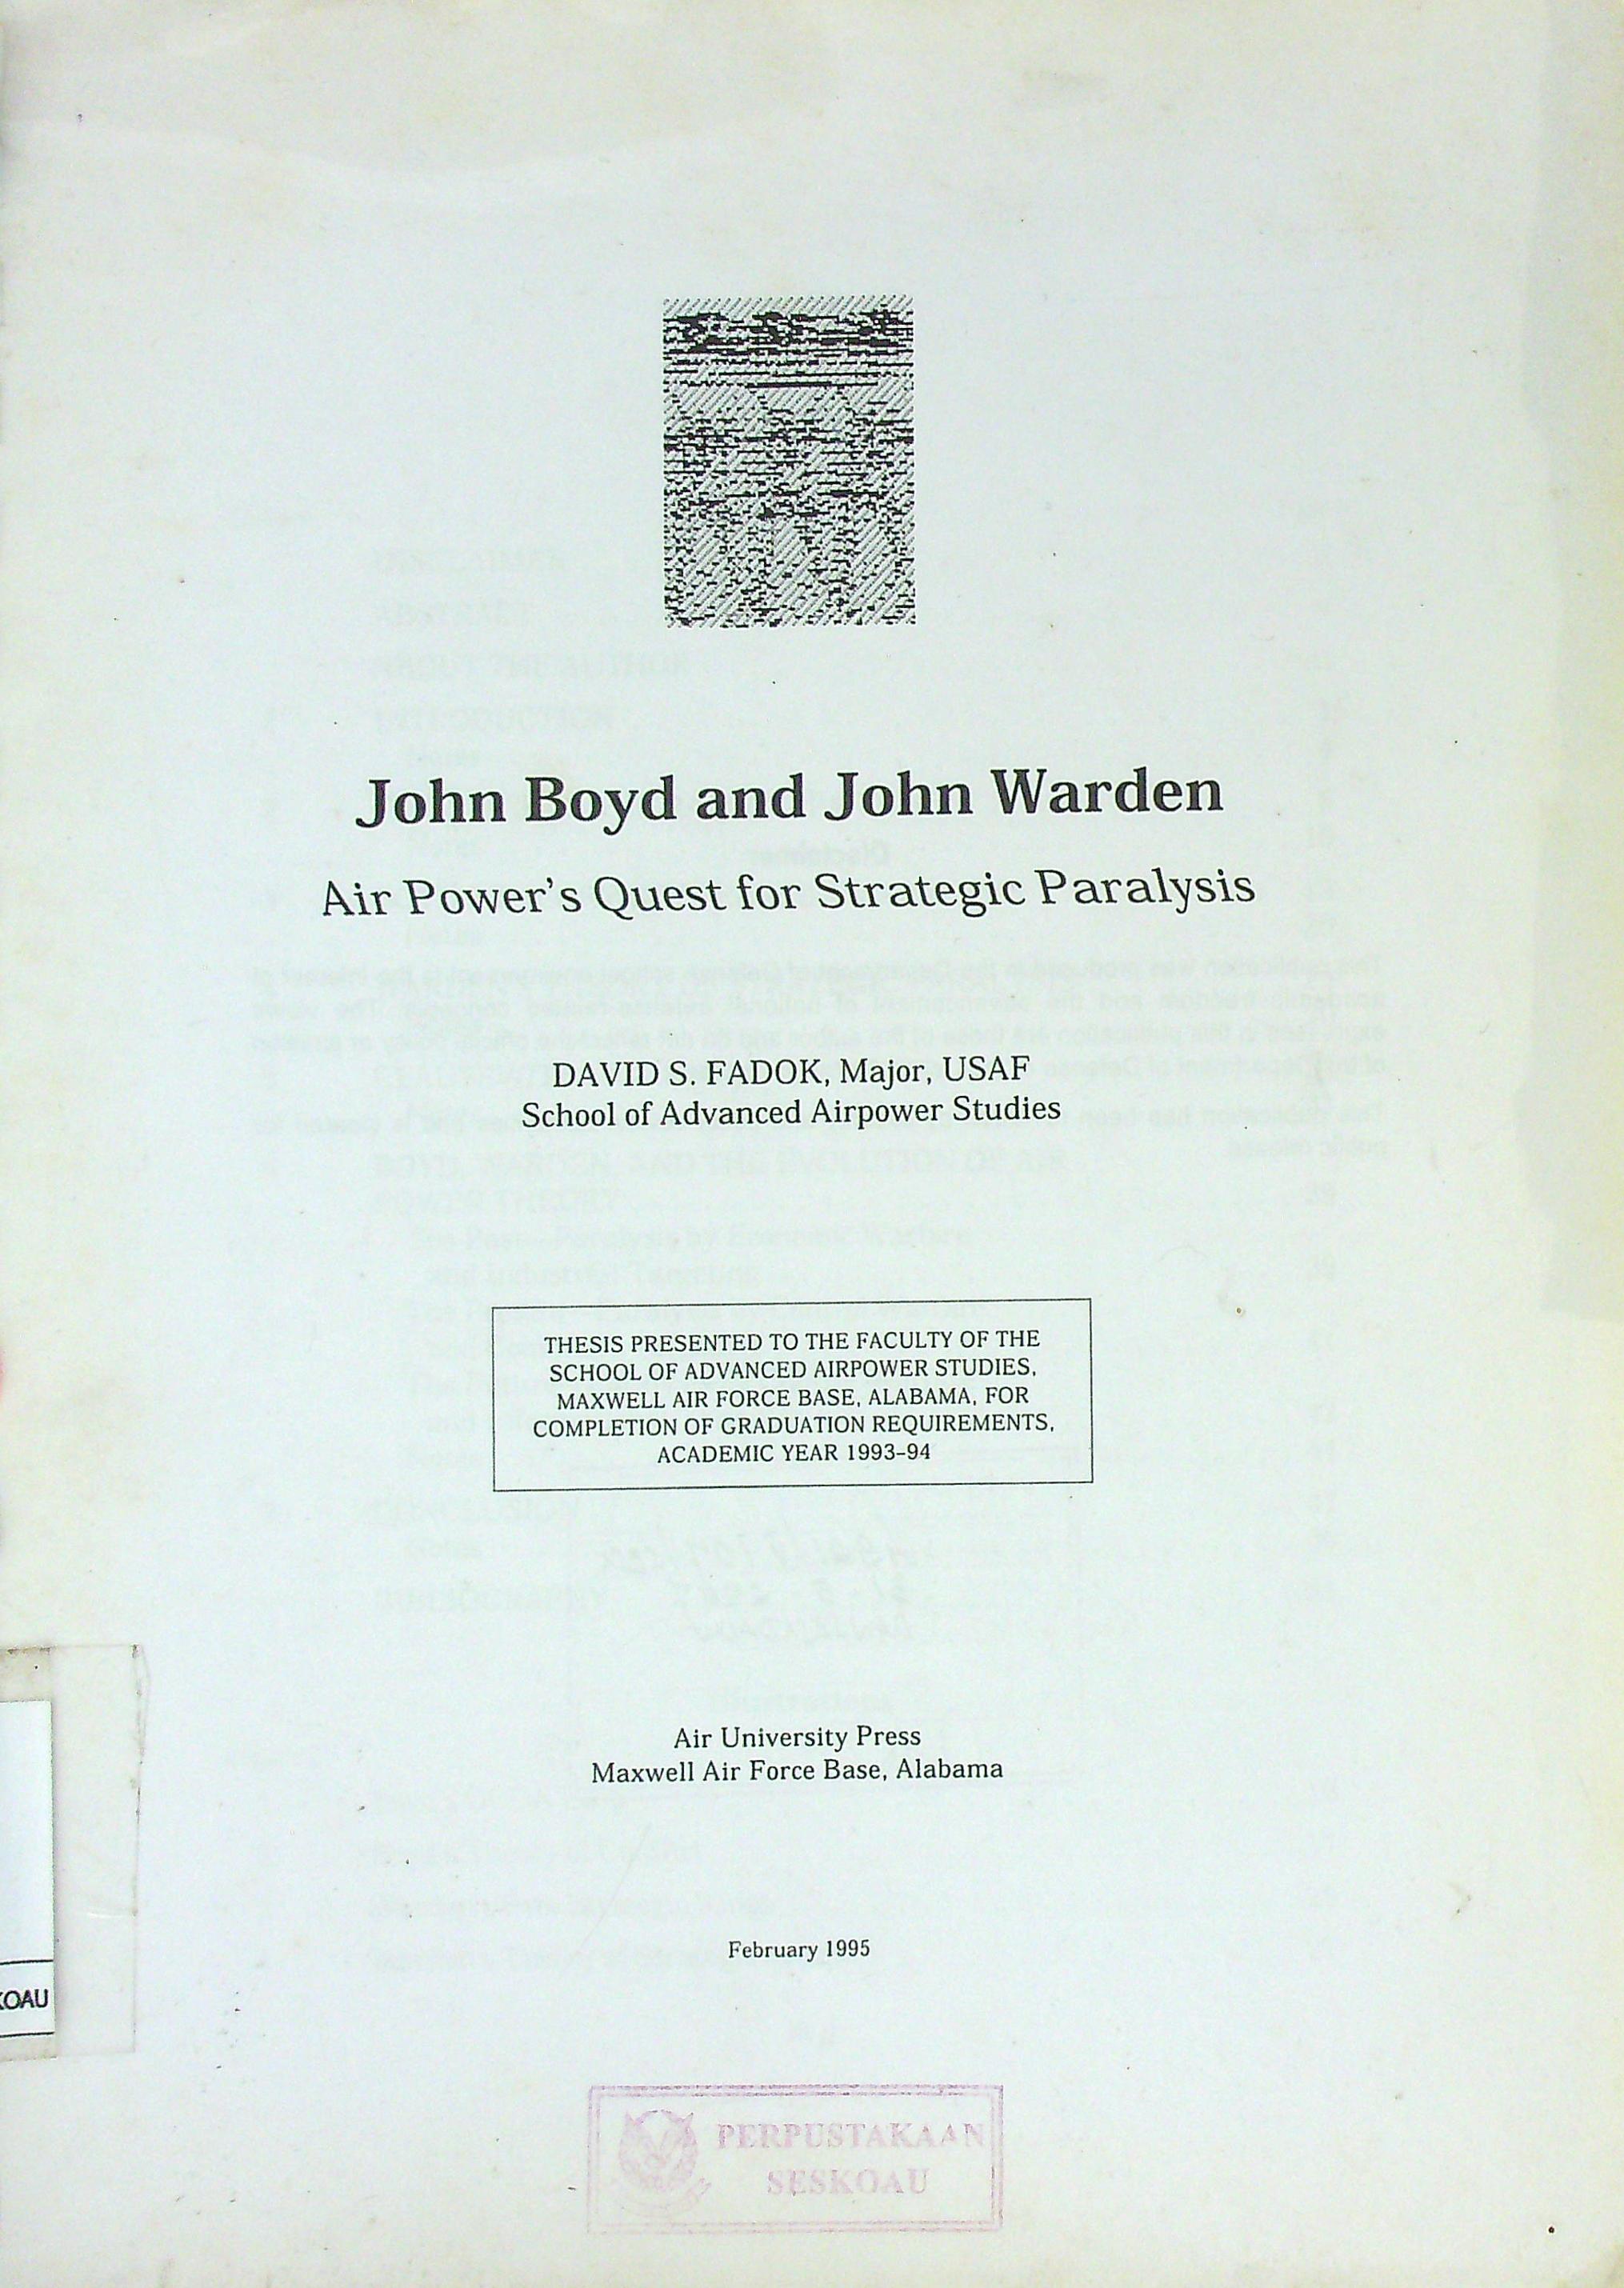 John Boyd and John Warden
Air Power's Quest for Strategic Paralysis
DAVID S. FADOK, Major, USAF
School of Advanced Airpower Studies
THESIS PRESENTED TO THE FACULTY OF THE
SCHOOL OF ADVANCED AIRPOWER STUDIES,
MAXWELL AIR FORCE BASE, ALABAMA, FOR
COMPLETION OF GRADUATION REQUIREMENTS,
ACADEMIC YEAR 1993–94
Air University Press
Maxwell Air Force Base, Alabama
February 1995
KOAU
PERPUSTAKAAN
SESKOAU